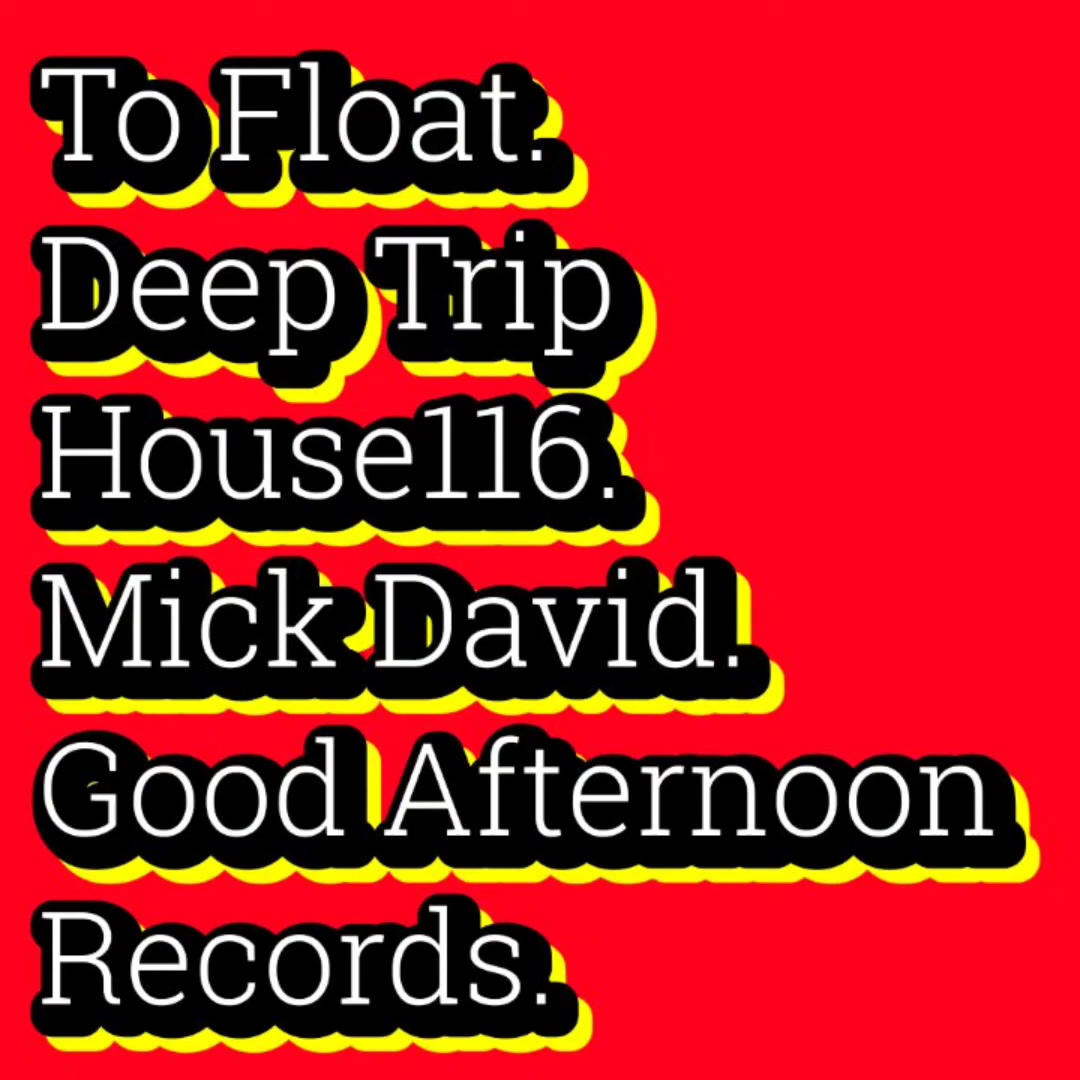 To Float.
Deep Trip
House116.
Mick David.
Good Afternoon
Records.